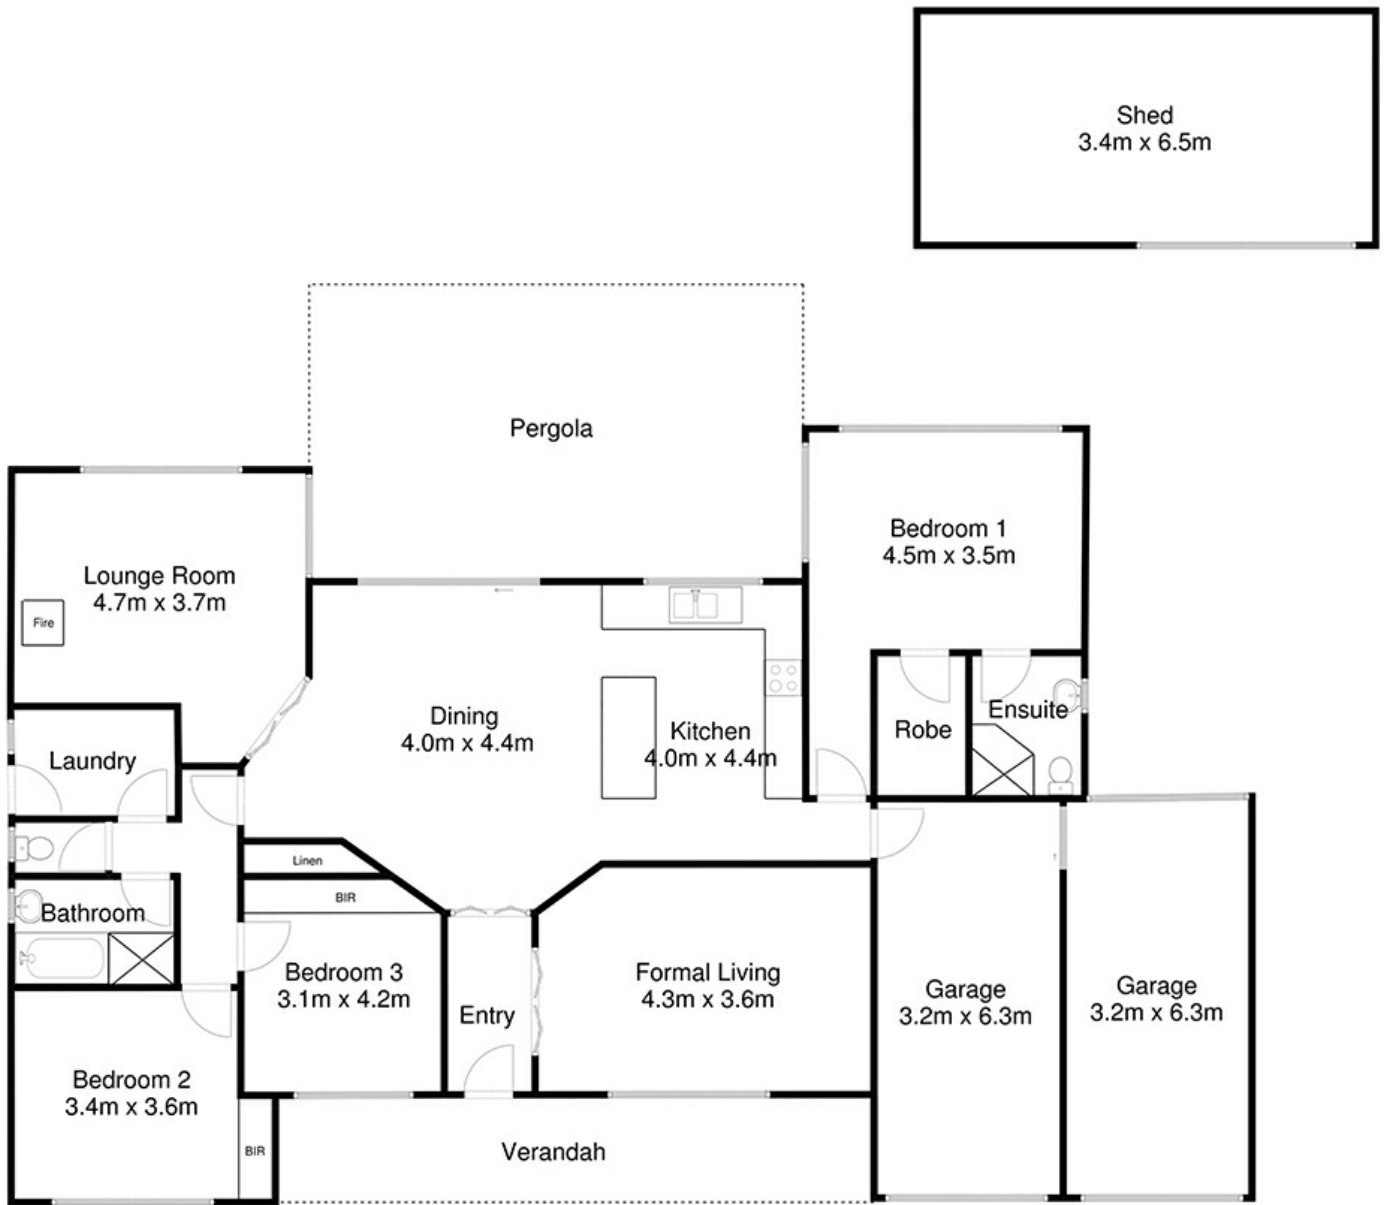 Shed
3.4m x 6.5m
Pergola
Bedroom 1
4.5m x 3.5m
Lounge Room
4.7m x 3.7m
Fire
Dining
4.0m x 4.4m
Kitchen
4.0m x 4.4m
Robe
Ensuite
Laundry
Linen
BIR
Bathroom
Bedroom 3
3.1m x 4.2m
Entry
Formal Living
4.3m x 3.6m
Garage
3.2m x 6.3m
Garage
3.2m x 6.3m
Bedroom 2
3.4m x 3.6m
BIR
Verandah